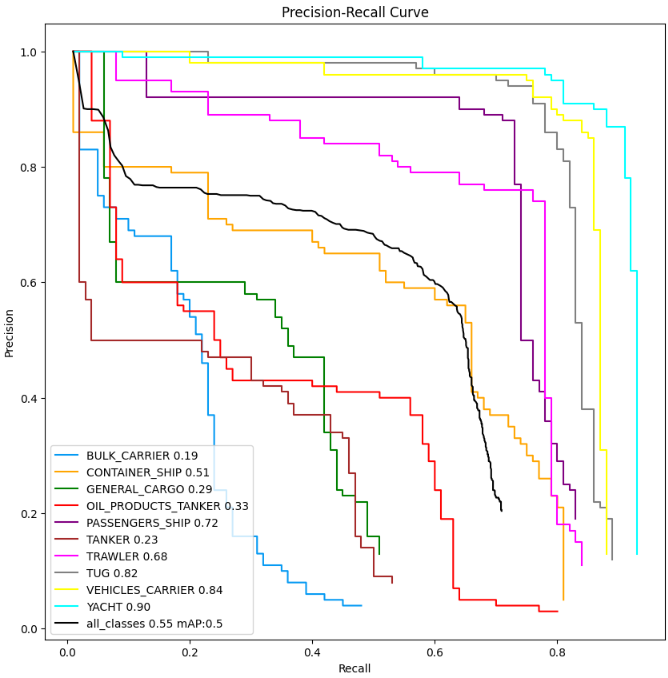 Precision-Recall Curve
Precision
1.0
0.8
0.6
0.4
0.2
0.0
BULK_CARRIER 0.19
CONTAINER_SHIP 0.51
GENERAL_CARGO 0.29
OIL_PRODUCTS_TANKER 0.33
PASSENGERS_SHIP 0.72
TANKER 0.23
TRAWLER 0.68
TUG 0.82
VEHICLES_CARRIER 0.84
YACHT 0.90
all_classes 0.55 mAP:0.5
0.0 0.2 0.4 0.6 0.8
Recall